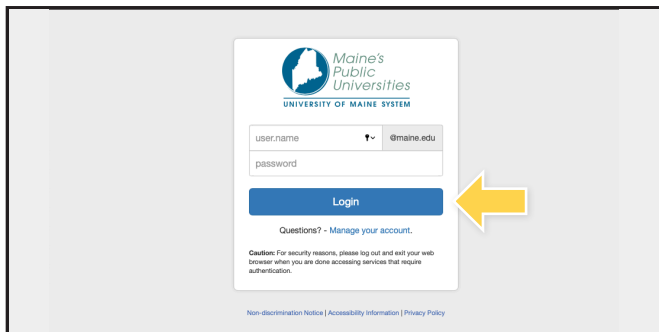 Maine's
Public
Universities
UNIVERSITY OF MAINE SYSTEM
user.name @maine.edu
password
Login
Questions? - Manage your account.
Caution: For security reasons, please log out and exit your web
browser when you are done accessing services that require
authentication.
Non-discrimination Notice | Accessibility Information | Privacy Policy